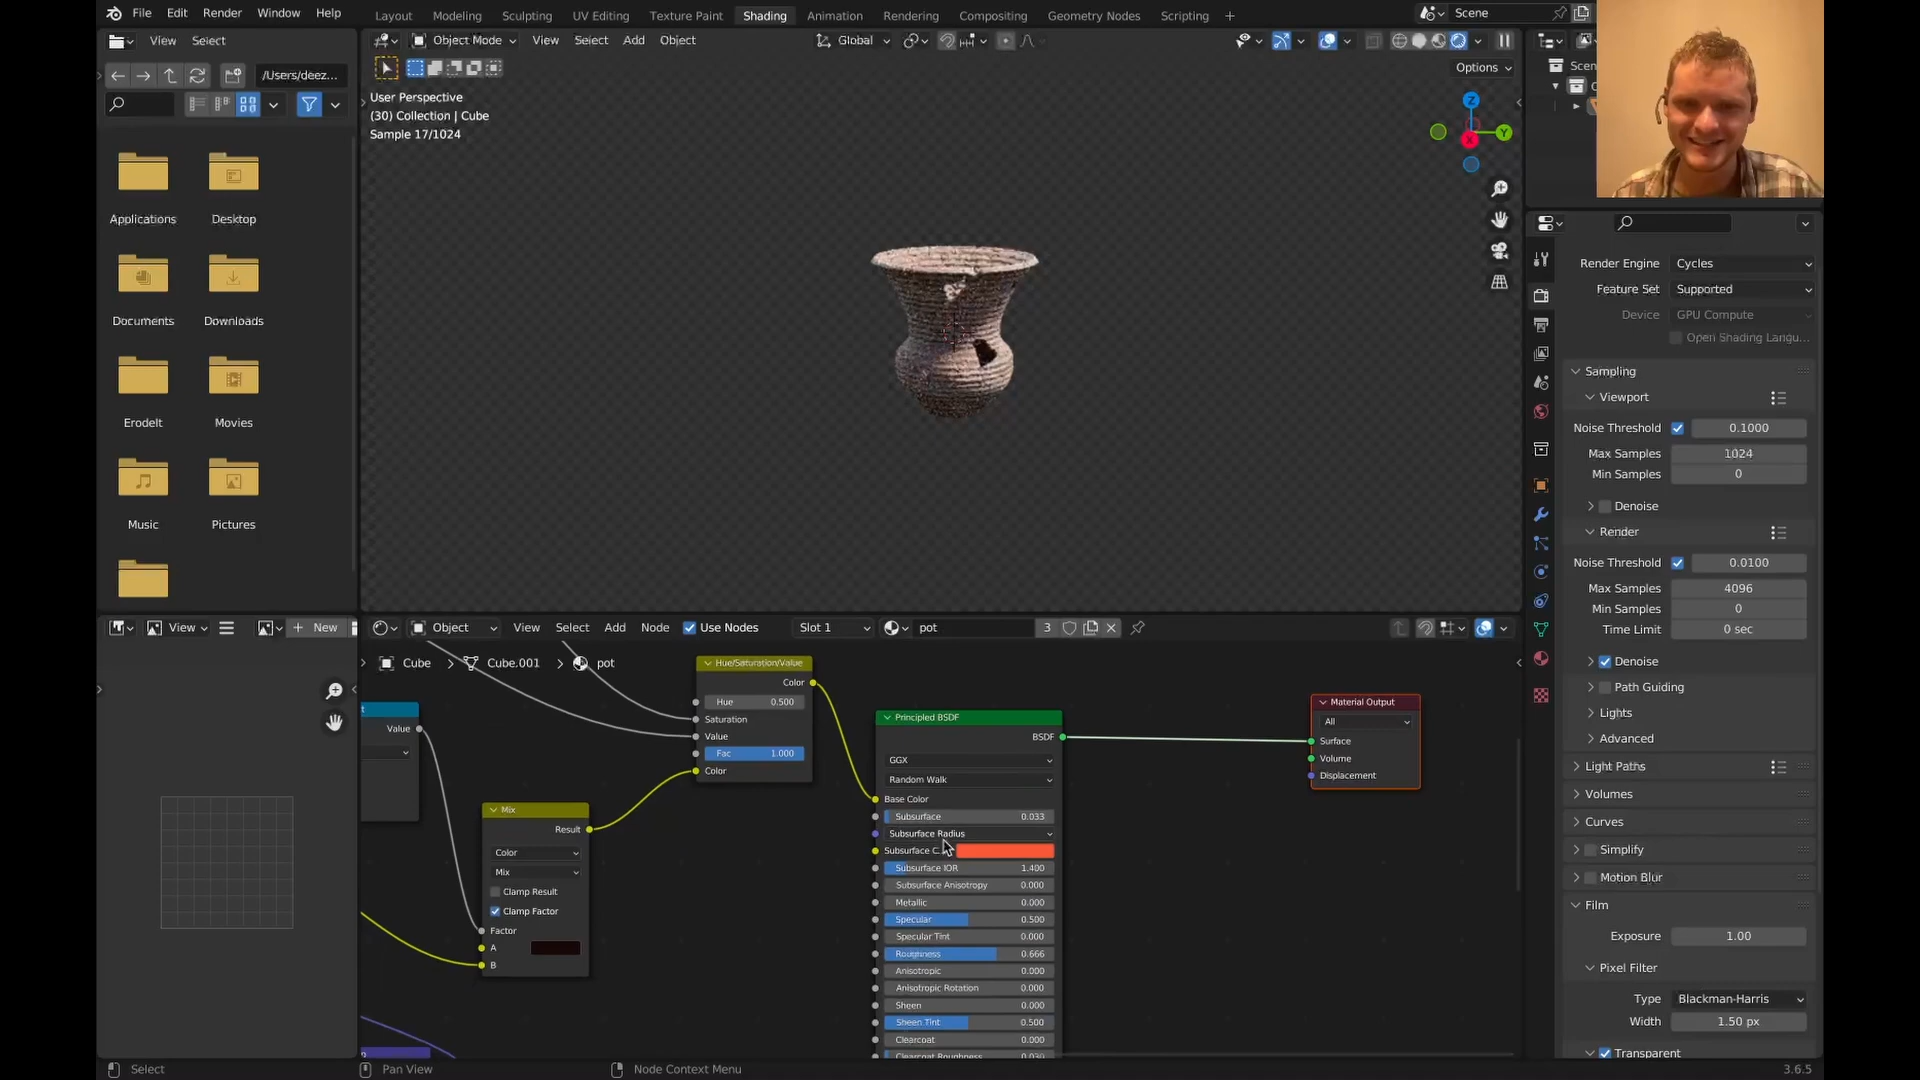 File Edit Render Window Help
Layout Modeling Sculpting UV Editing Texture Paint Shading Animation Rendering Compositing Geometry Nodes Scripting +
Scene
View Select
Object Mode View Select Add Object
Global
/Users/deez...
Options
User Perspective
(30) Collection | Cube
Sample 17/1024
Z
Y
X
Scen
C
Applications Desktop
Documents Downloads
Erodelt Movies
Music Pictures
Render Engine Cycles
Feature Set Supported
Device GPU Compute
Open Shading Langu...
Sampling
Viewport
Noise Threshold 0.1000
Max Samples 1024
Min Samples 0
Denoise
Render
Noise Threshold 0.0100
Max Samples 4096
Min Samples 0
Time Limit 0 sec
Denoise
Path Guiding
Lights
Advanced
Light Paths
Volumes
Curves
Simplify
Motion Blur
Film
Exposure 1.00
Pixel Filter
Type Blackman-Harris
Width 1.50 px
Transparent
View
+ New
Object View Select Add Node Use Nodes Slot 1 pot 3
Cube > Cube.001 > pot
t
Value
Mix
Result
Color
Mix
Clamp Result
Clamp Factor
Factor
A
B
Hue/Saturation/Value
Color
Hue 0.500
Saturation
Value
Fac 1.000
Color
Principled BSDF
BSDF
GGX
Random Walk
Base Color
Subsurface 0.033
Subsurface Radius
Subsurface C...
Subsurface IOR 1.400
Subsurface Anisotropy 0.000
Metallic 0.000
Specular 0.500
Specular Tint 0.000
Roughness 0.666
Anisotropic 0.000
Anisotropic Rotation 0.000
Sheen 0.000
Sheen Tint 0.500
Clearcoat 0.000
Clearcoat Roughness 0.030
Material Output
All
Surface
Volume
Displacement
Select Pan View Node Context Menu 3.6.5